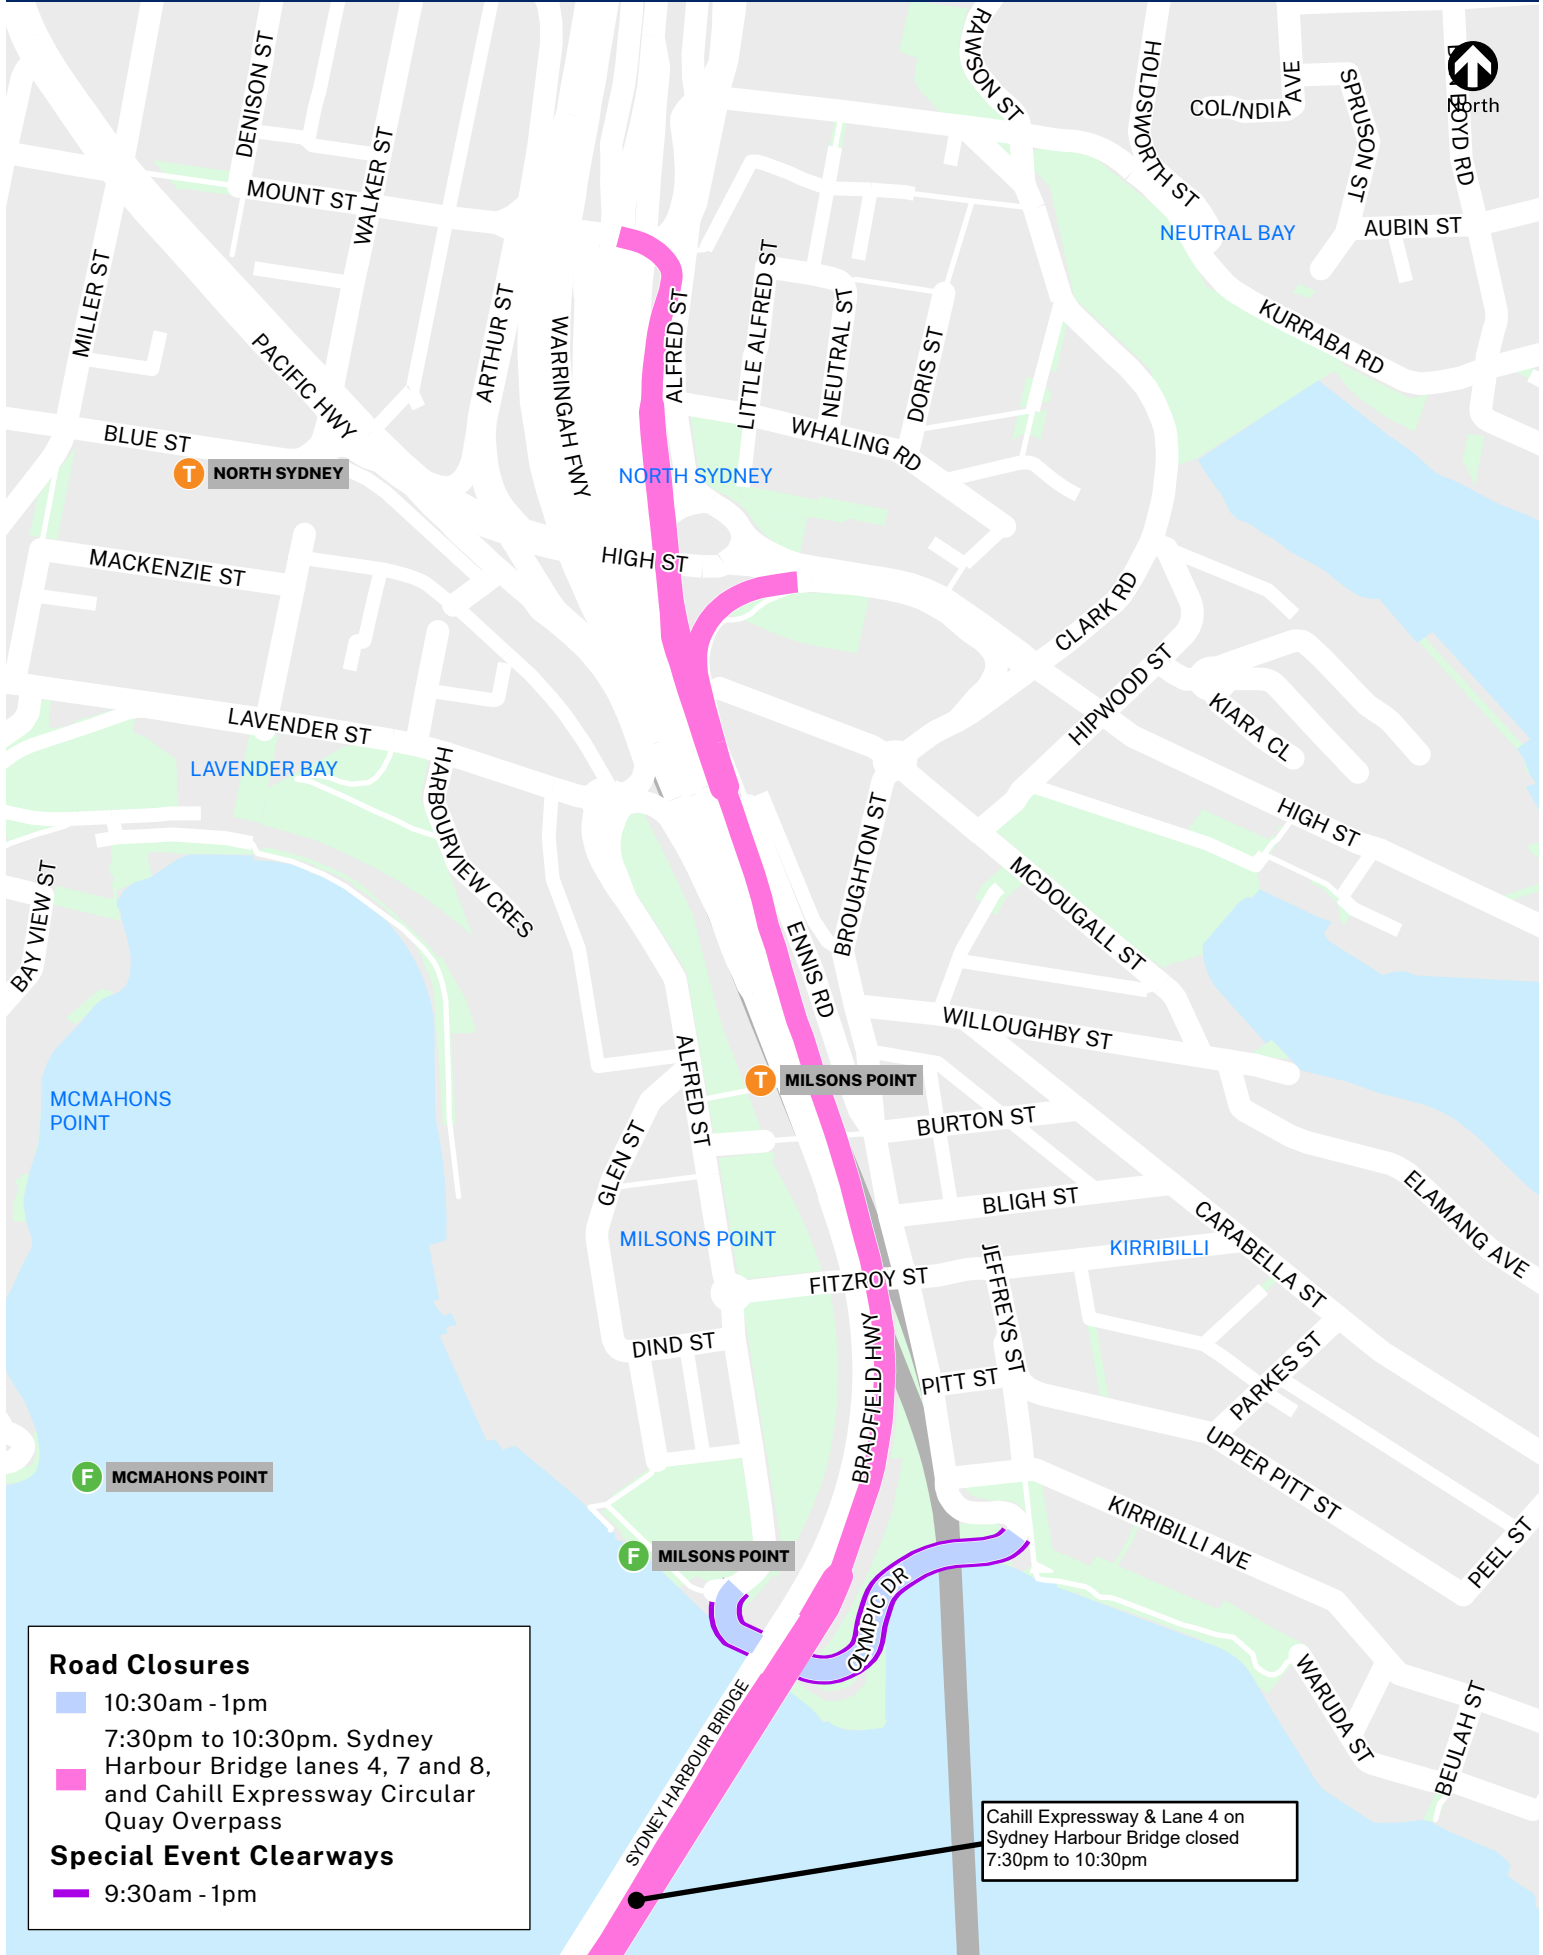 RAWSON ST
DENISON ST
HOLDSWORTH ST
AVE
SPRUSON ST
North
BOYD RD
COLINDIA
WALKER ST
MOUNT ST
NEUTRAL BAY
AUBIN ST
MILLER ST
LITTLE ALFRED ST
ARTHUR ST
ALFRED ST
NEUTRAL ST
KURRABA RD
WARRINGAH FWY
DORIS ST
PACIFIC HWY
BLUE ST
WHALING RD
T
NORTH SYDNEY
NORTH SYDNEY
HIGH ST
MACKENZIE ST
CLARK RD
HIPWOOD ST
KIARA CL
LAVENDER ST
LAVENDER BAY
HARBOURVIEW CRES
BROUGHTON ST
HIGH ST
MCDOUGALL ST
BAY VIEW ST
ENNIS RD
WILLOUGHBY ST
ALFRED ST
T
MILSONS POINT
MCMAHONS
POINT
BURTON ST
GLEN ST
BLIGH ST
ELAMANG AVE
CARABELLA ST
MILSONS POINT
KIRRIBILLI
JEFFREYS ST
FITZROY ST
DIND ST
BRADFIELD HWY
PITT ST
PARKES ST
UPPER PITT ST
F
MCMAHONS POINT
KIRRIBILLI AVE
PEEL ST
F
MILSONS POINT
OLYMPIC DR
WARUDA ST
BEULAH ST
SYDNEY HARBOUR BRIDGE
Road Closures
10:30am - 1pm
7:30pm to 10:30pm. Sydney
Harbour Bridge lanes 4, 7 and 8,
and Cahill Expressway Circular
Quay Overpass
Special Event Clearways
9:30am - 1pm
Cahill Expressway & Lane 4 on
Sydney Harbour Bridge closed
7:30pm to 10:30pm